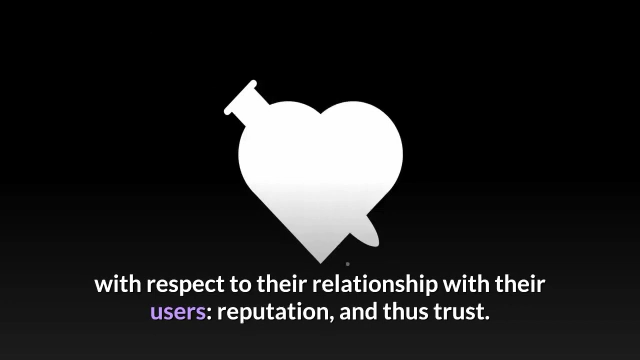 with respect to their relationship with their
users: reputation, and thus trust.